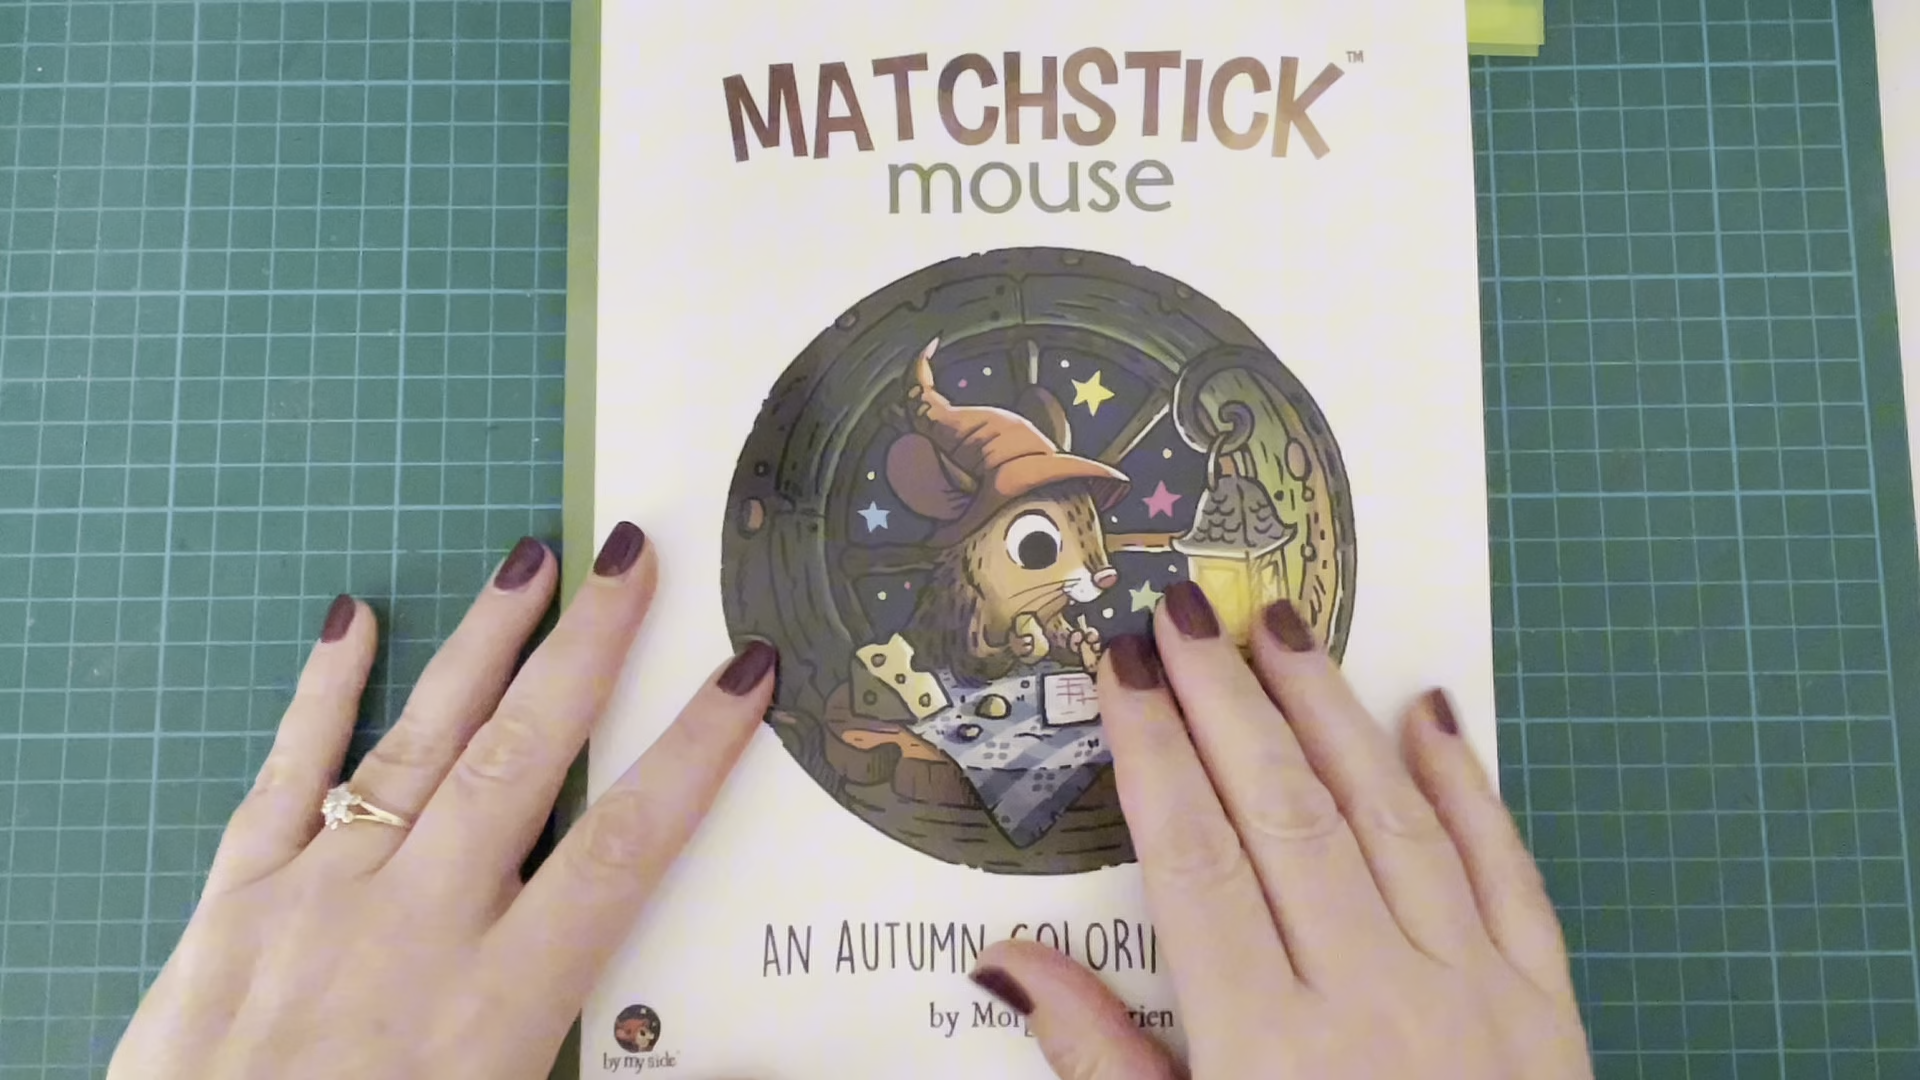 MATCHSTICK™
mouse
AN AUTUMN COLORI
by Mor rien
by my side